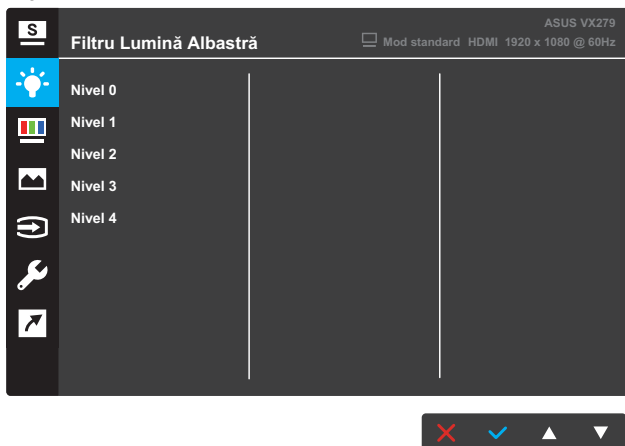 S
ASUS VX279
Filtru Lumină Albastră
Mod standard HDMI 1920 x 1080 @ 60Hz
Nivel 0
Nivel 1
Nivel 2
Nivel 3
Nivel 4